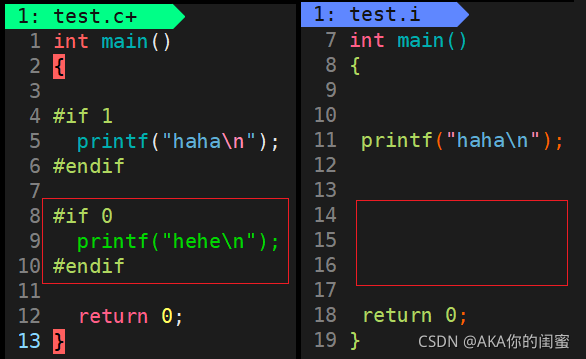 1: test.c+
1 int main()
2 {
3
4 #if 1
5 printf("haha\n");
6 #endif
7
8 #if 0
9 printf("hehe\n");
10 #endif
11
12 return 0;
13 }
1: test.i
7 int main()
8 {
9
10
11 printf("haha\n");
12
13
14
15
16
17
18 return 0;
19 }
CSDN @AKA你的闺蜜